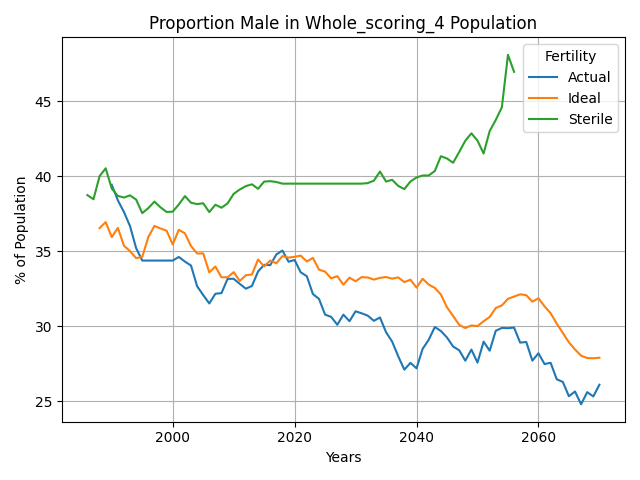 Proportion Male in Whole_scoring_4 Population
Fertility
Actual
Ideal
Sterile
% of Population
45
40
35
30
25
2000
2020
2040
2060
Years